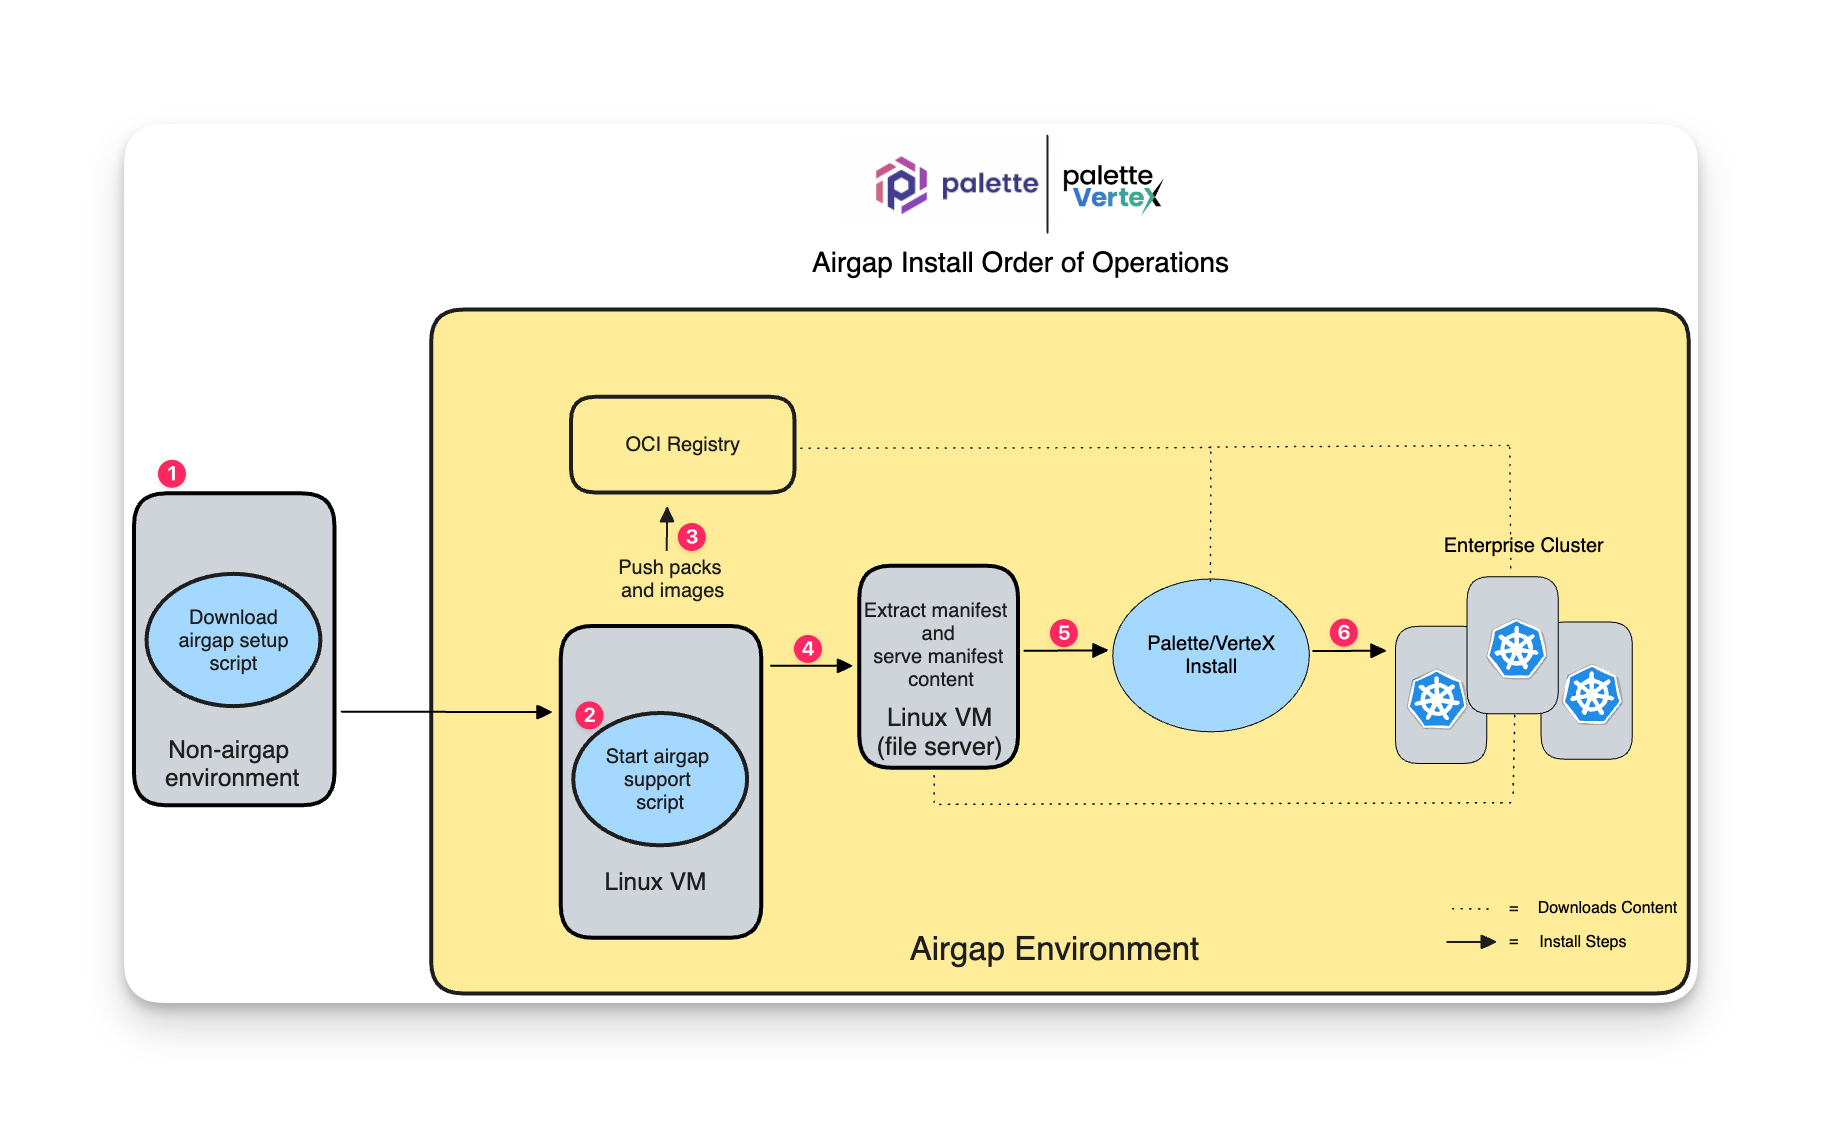 palette
palette
VerteX
Airgap Install Order of Operations
1
Download
airgap setup
script
Non-airgap
environment
OCI Registry
3
Push packs
and images
2
Start airgap
support
script
Linux VM
4
Extract manifest
and
serve manifest
content
Linux VM
(file server)
5
Palette/VerteX
Install
6
Enterprise Cluster
Airgap Environment
= Downloads Content
= Install Steps